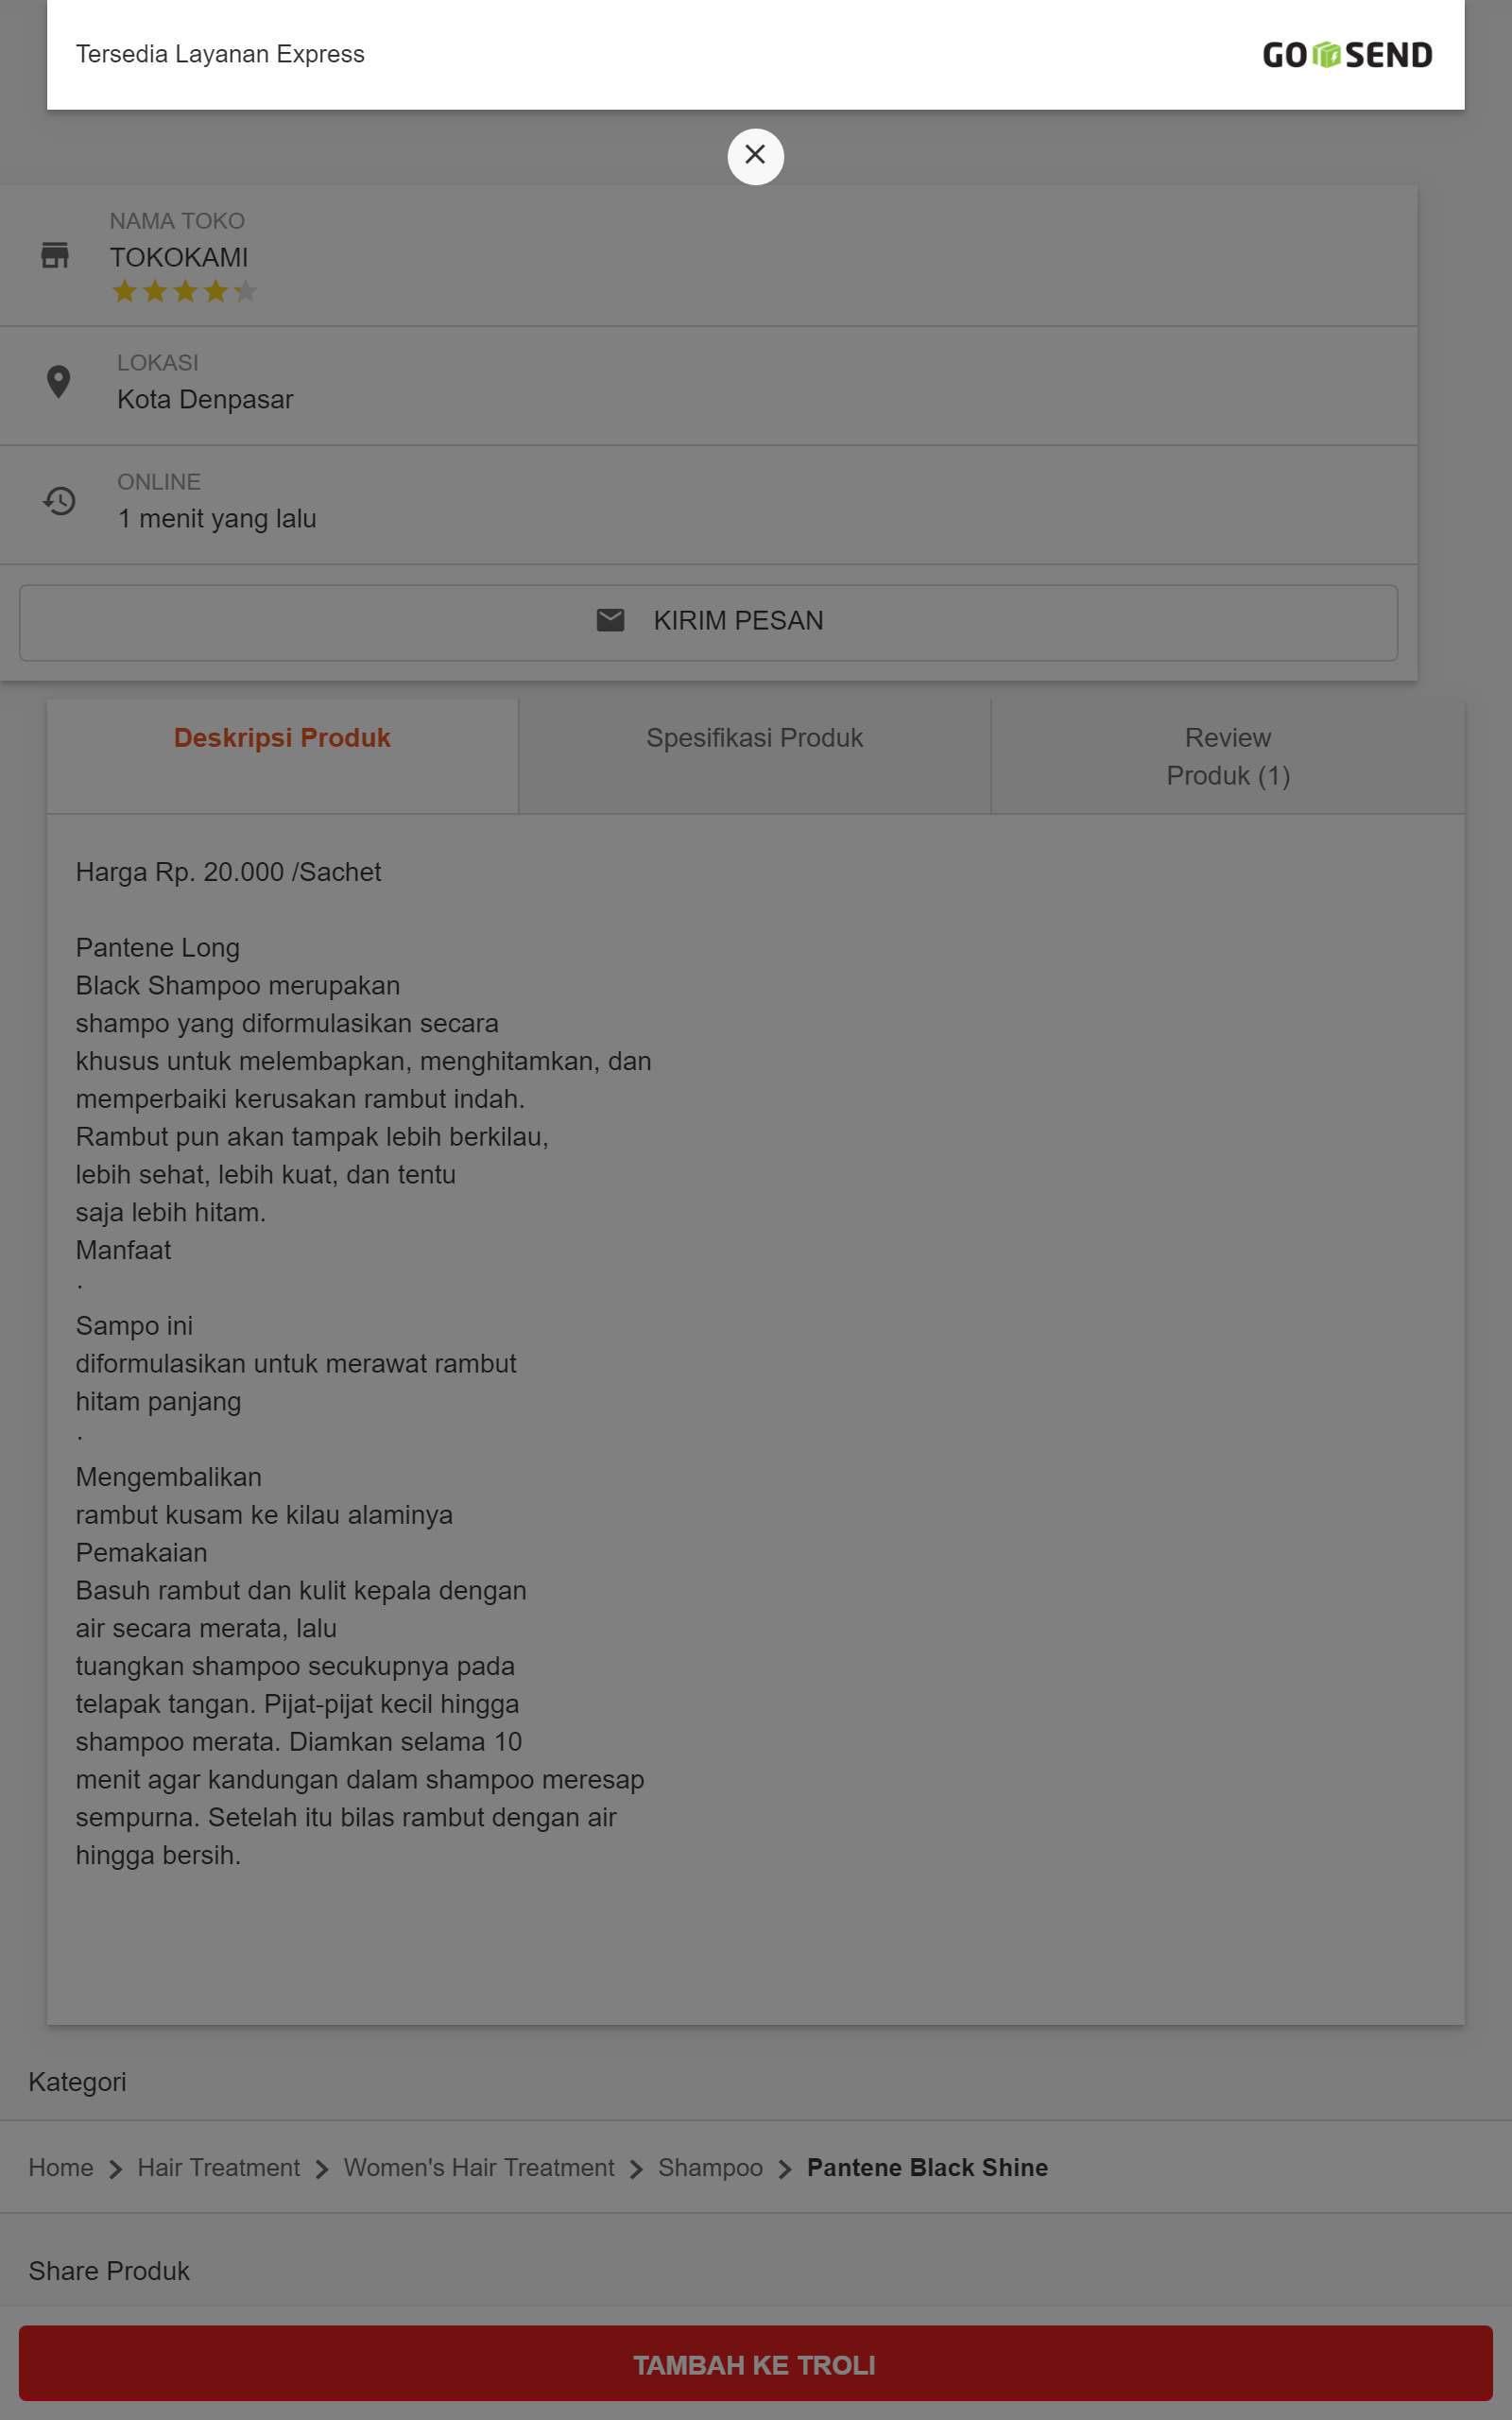 Tersedia Layanan Express
GO SEND
NAMA TOKO
TOKOKAMI
LOKASI
Kota Denpasar
ONLINE
1 menit yang lalu
KIRIM PESAN
Deskripsi Produk
Spesifikasi Produk
Review
Produk (1)
Harga Rp. 20.000 /Sachet
Pantene Long
Black Shampoo merupakan
shampo yang diformulasikan secara
khusus untuk melembapkan, menghitamkan, dan
memperbaiki kerusakan rambut indah.
Rambut pun akan tampak lebih berkilau,
lebih sehat, lebih kuat, dan tentu
saja lebih hitam.
Manfaat
·
Sampo ini
diformulasikan untuk merawat rambut
hitam panjang
·
Mengembalikan
rambut kusam ke kilau alaminya
Pemakaian
Basuh rambut dan kulit kepala dengan
air secara merata, lalu
tuangkan shampoo secukupnya pada
telapak tangan. Pijat-pijat kecil hingga
shampoo merata. Diamkan selama 10
menit agar kandungan dalam shampoo meresap
sempurna. Setelah itu bilas rambut dengan air
hingga bersih.
Kategori
Home > Hair Treatment > Women's Hair Treatment > Shampoo > Pantene Black Shine
Share Produk
TAMBAH KE TROLI